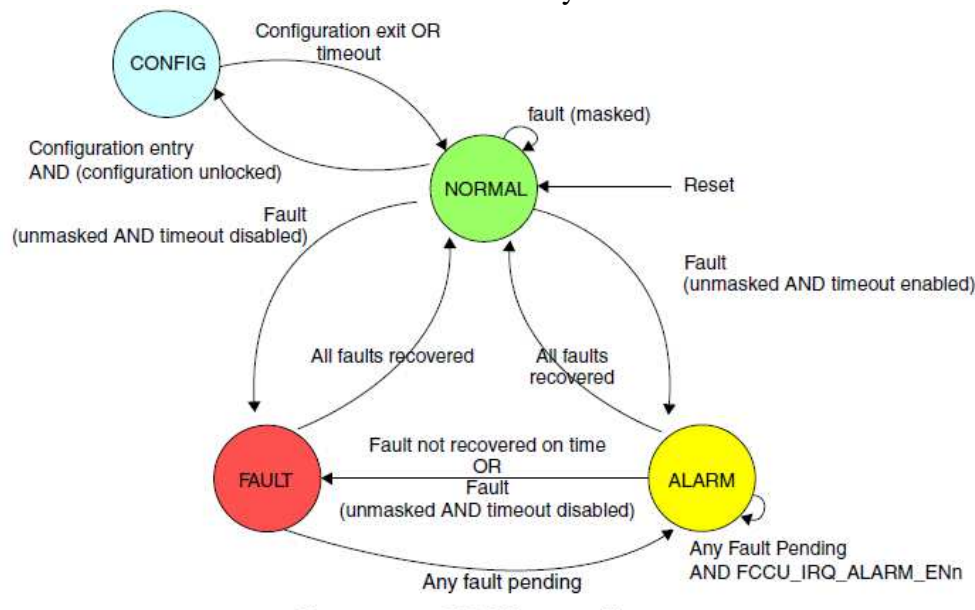 Configuration exit OR
timeout
CONFIG
fault (masked)
Configuration entry
AND (configuration unlocked)
NORMAL
Reset
Fault
(unmasked AND timeout disabled)
Fault
(unmasked AND timeout enabled)
All faults recovered
All faults
recovered
Fault not recovered on time
OR
Fault
(unmasked AND timeout disabled)
FAULT
ALARM
Any Fault Pending
AND FCCU_IRQ_ALARM_ENn
Any fault pending